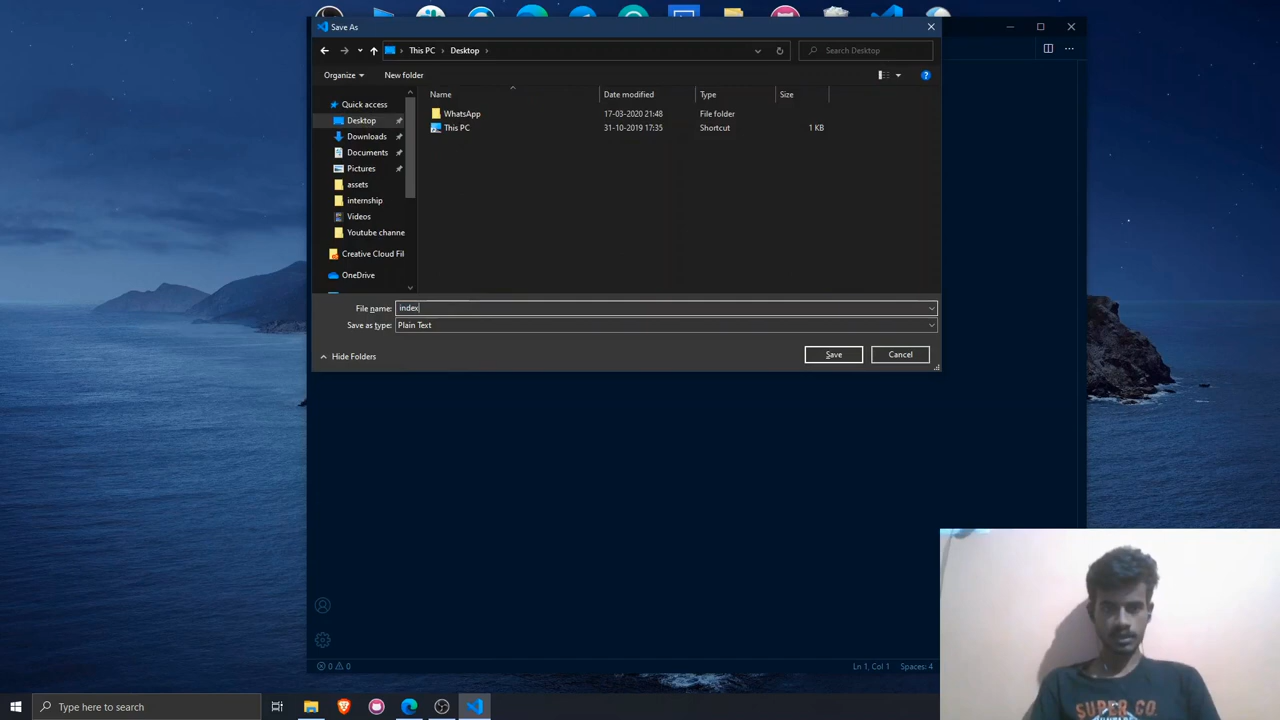 Save As
This PC
Desktop
Search Desktop
Organize
New folder
Name
Date modified
Type
Size
Quick access
Desktop
Downloads
Documents
Pictures
assets
internship
Videos
Youtube channe
Creative Cloud Fil
OneDrive
WhatsApp
17-03-2020 21:48
File folder
This PC
31-10-2019 17:35
Shortcut
1 KB
File name:
index
Save as type:
Plain Text
Hide Folders
Save
Cancel
0
0
Ln 1, Col 1
Spaces: 4
SUPER CO.
Type here to search